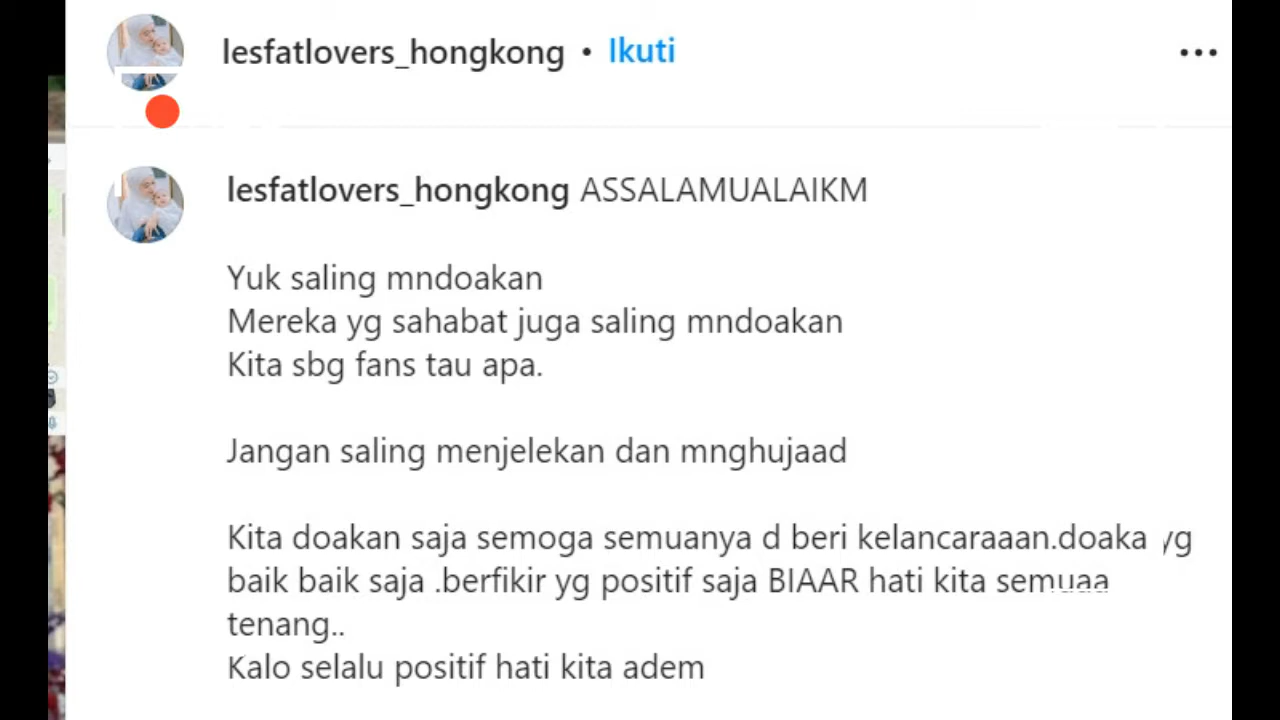 lesfatlovers_hongkong • Ikuti
lesfatlovers_hongkong ASSALAMUALAIKM
Yuk saling mndoakan
Mereka yg sahabat juga saling mndoakan
Kita sbg fans tau apa.
Jangan saling menjelekan dan mnghujaad
Kita doakan saja semoga semuanya d beri kelancaraaan.doaka yg
baik baik saja .berfikir yg positif saja BIAAR hati kita semuaa
tenang..
Kalo selalu positif hati kita adem